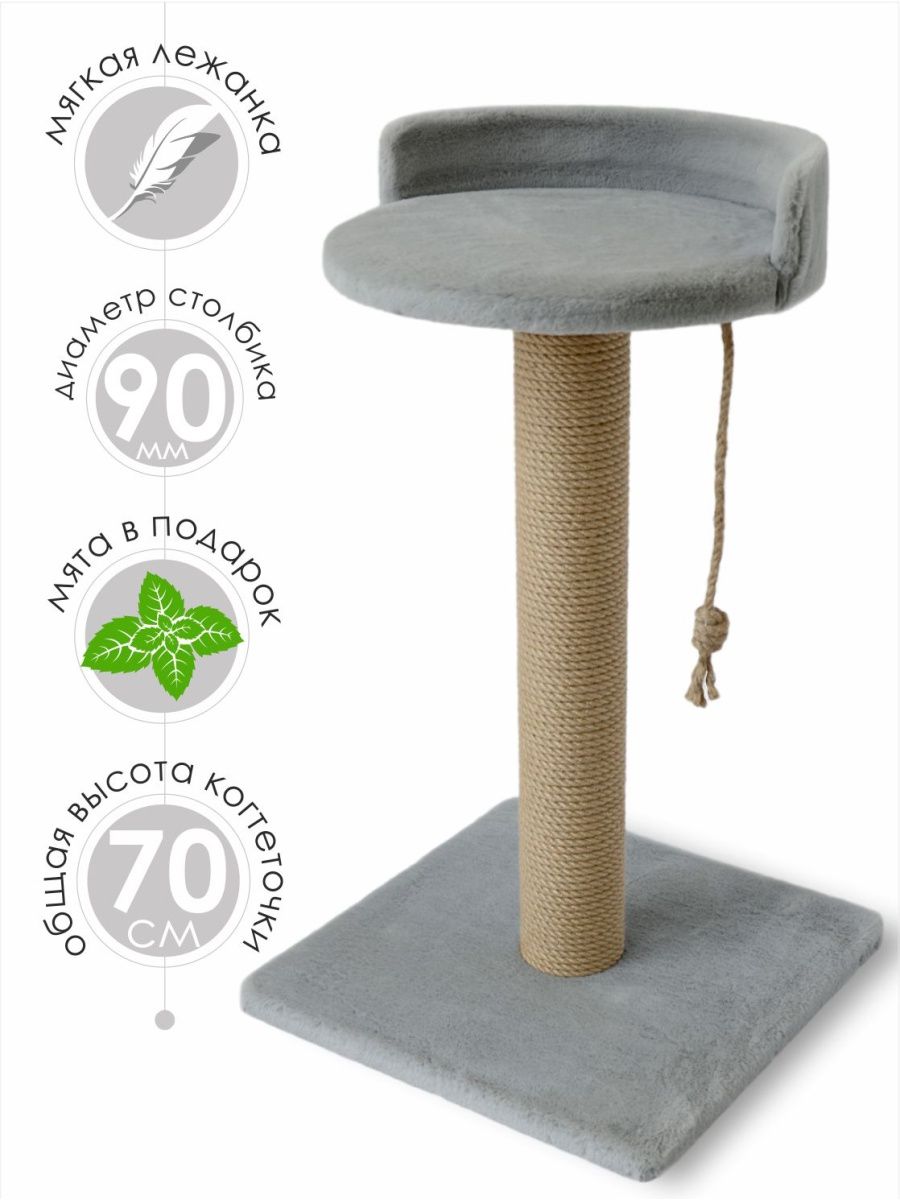 мягкая лежанка
диаметр столбика
90
мм
мята в подарок
общая высота когтеточки
70
см